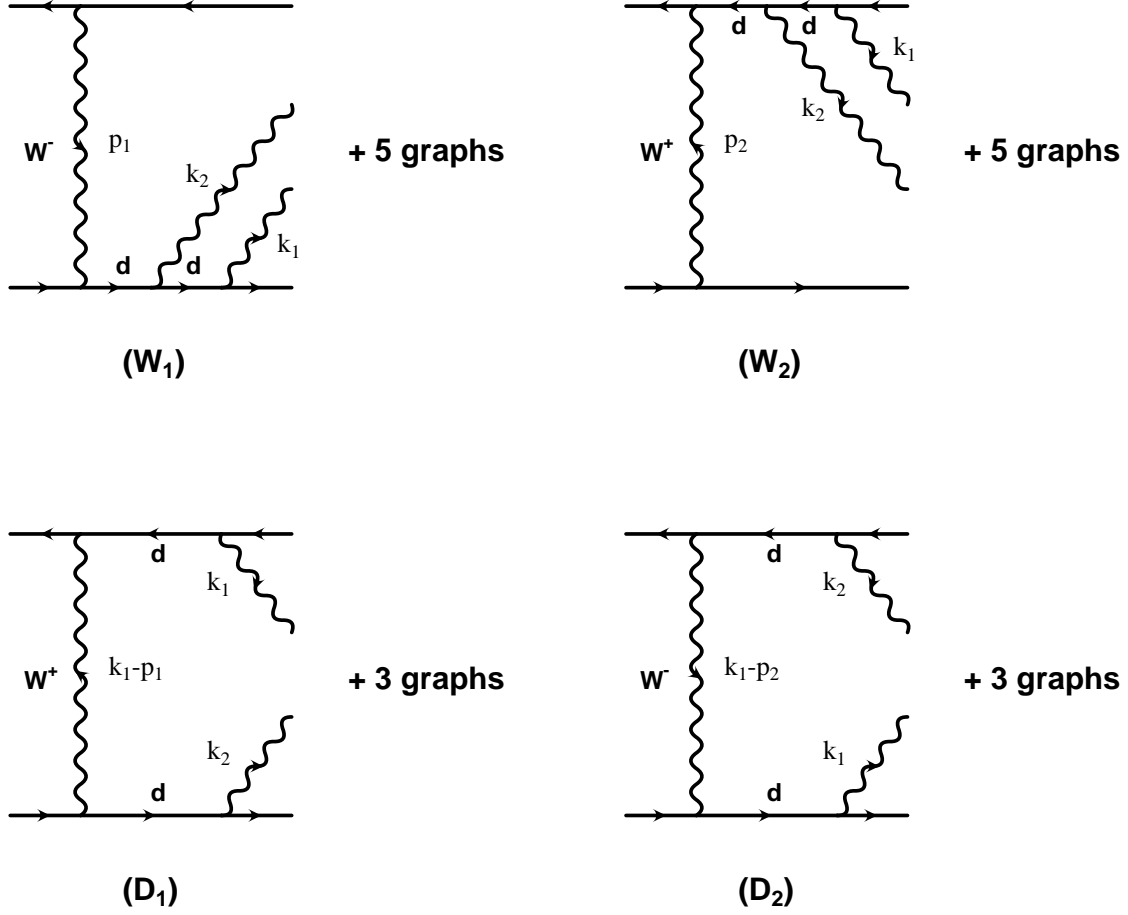 W⁻ p₁ k₂ k₁ d d + 5 graphs
(W₁)
W⁺ p₂ d d k₁ k₂ + 5 graphs
(W₂)
W⁺ k₁-p₁ d k₁ k₂ d + 3 graphs
(D₁)
W⁻ k₁-p₂ d k₂ k₁ d + 3 graphs
(D₂)